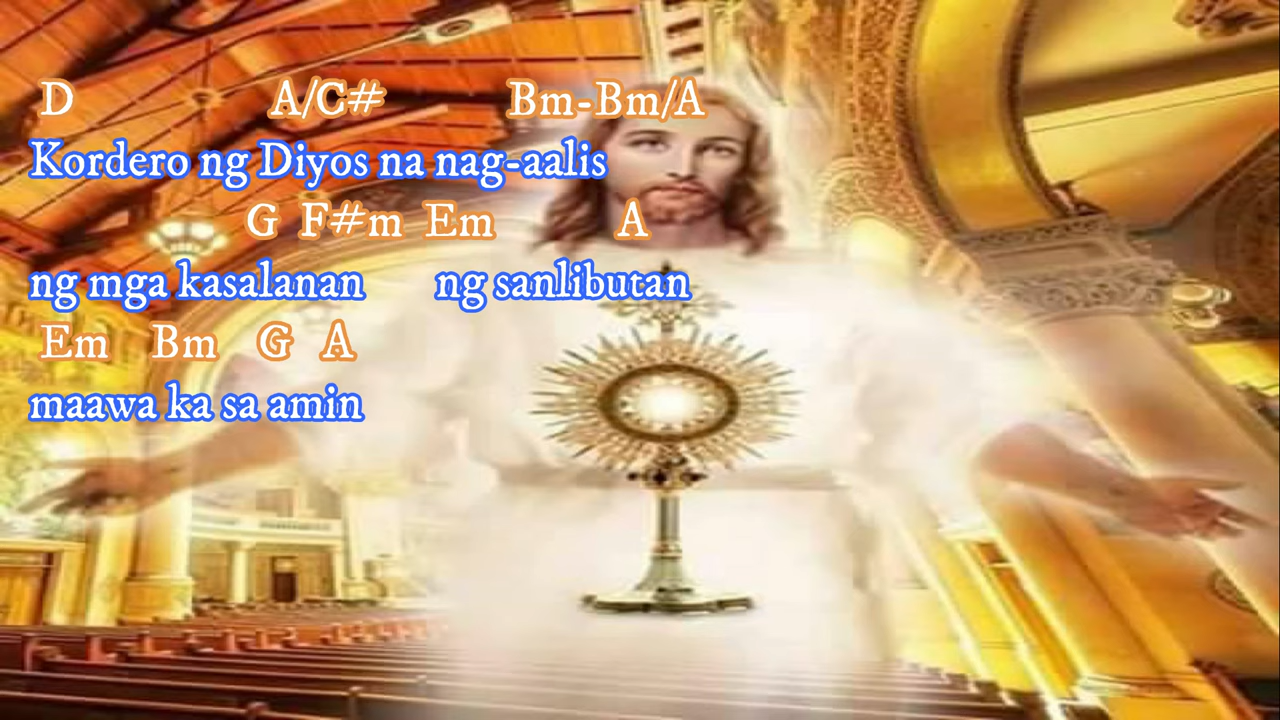 D A/C# Bm-Bm/A
Kordero ng Diyos na nag-aalis
G F#m Em A
ng mga kasalanan ng sanlibutan
Em Bm G A
maawa ka sa amin